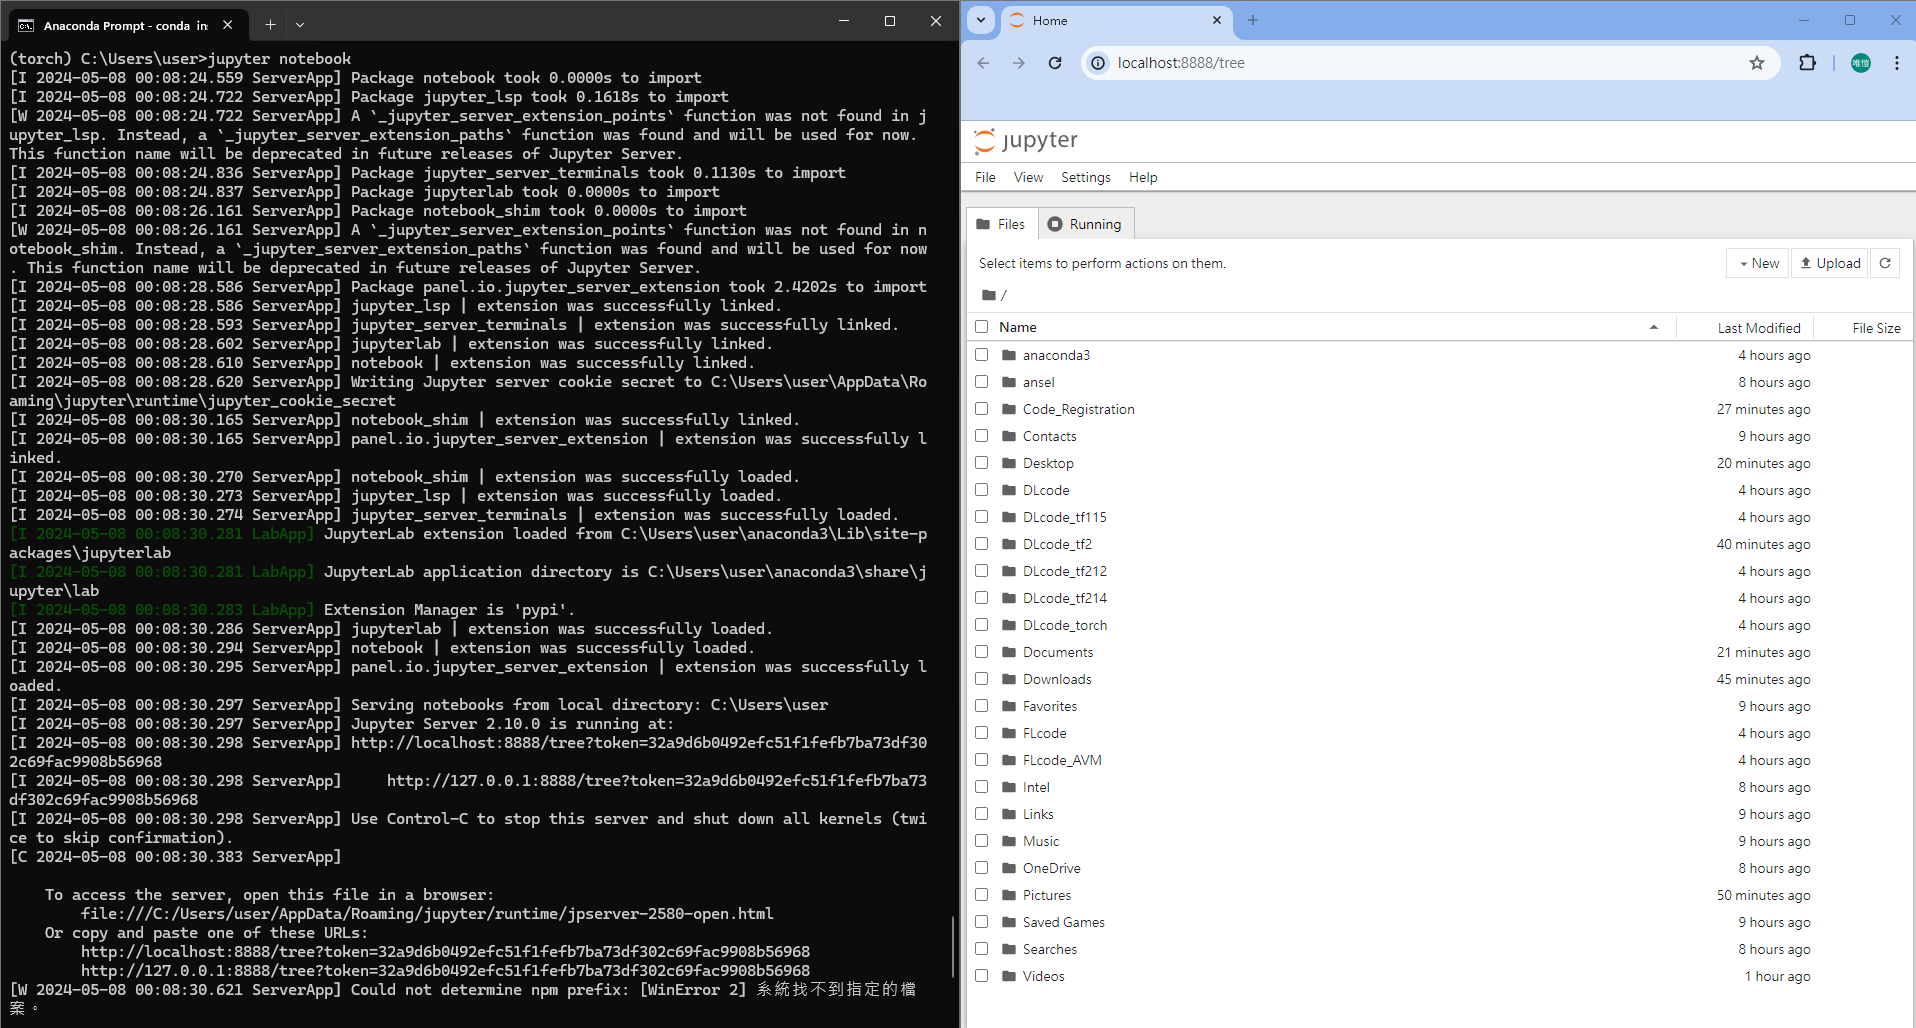 Anaconda Prompt - conda in
(torch) C:\Users\user>jupyter notebook
[I 2024-05-08 00:08:24.559 ServerApp] Package notebook took 0.0000s to import
[I 2024-05-08 00:08:24.722 ServerApp] Package jupyter_lsp took 0.1618s to import
[W 2024-05-08 00:08:24.722 ServerApp] A `_jupyter_server_extension_points` function was not found in j
upyter_lsp. Instead, a `_jupyter_server_extension_paths` function was found and will be used for now.
This function name will be deprecated in future releases of Jupyter Server.
[I 2024-05-08 00:08:24.836 ServerApp] Package jupyter_server_terminals took 0.1130s to import
[I 2024-05-08 00:08:24.837 ServerApp] Package jupyterlab took 0.0000s to import
[I 2024-05-08 00:08:26.161 ServerApp] Package notebook_shim took 0.0000s to import
[W 2024-05-08 00:08:26.161 ServerApp] A `_jupyter_server_extension_points` function was not found in n
otebook_shim. Instead, a `_jupyter_server_extension_paths` function was found and will be used for now
. This function name will be deprecated in future releases of Jupyter Server.
[I 2024-05-08 00:08:28.586 ServerApp] Package panel.io.jupyter_server_extension took 2.4202s to import
[I 2024-05-08 00:08:28.586 ServerApp] jupyter_lsp | extension was successfully linked.
[I 2024-05-08 00:08:28.593 ServerApp] jupyter_server_terminals | extension was successfully linked.
[I 2024-05-08 00:08:28.602 ServerApp] jupyterlab | extension was successfully linked.
[I 2024-05-08 00:08:28.610 ServerApp] notebook | extension was successfully linked.
[I 2024-05-08 00:08:28.620 ServerApp] Writing Jupyter server cookie secret to C:\Users\user\AppData\Ro
aming\jupyter\runtime\jupyter_cookie_secret
[I 2024-05-08 00:08:30.165 ServerApp] notebook_shim | extension was successfully linked.
[I 2024-05-08 00:08:30.165 ServerApp] panel.io.jupyter_server_extension | extension was successfully l
inked.
[I 2024-05-08 00:08:30.270 ServerApp] notebook_shim | extension was successfully loaded.
[I 2024-05-08 00:08:30.273 ServerApp] jupyter_lsp | extension was successfully loaded.
[I 2024-05-08 00:08:30.274 ServerApp] jupyter_server_terminals | extension was successfully loaded.
[I 2024-05-08 00:08:30.281 LabApp] JupyterLab extension loaded from C:\Users\user\anaconda3\Lib\site-p
ackages\jupyterlab
[I 2024-05-08 00:08:30.281 LabApp] JupyterLab application directory is C:\Users\user\anaconda3\share\j
upyter\lab
[I 2024-05-08 00:08:30.283 LabApp] Extension Manager is 'pypi'.
[I 2024-05-08 00:08:30.286 ServerApp] jupyterlab | extension was successfully loaded.
[I 2024-05-08 00:08:30.294 ServerApp] notebook | extension was successfully loaded.
[I 2024-05-08 00:08:30.295 ServerApp] panel.io.jupyter_server_extension | extension was successfully l
oaded.
[I 2024-05-08 00:08:30.297 ServerApp] Serving notebooks from local directory: C:\Users\user
[I 2024-05-08 00:08:30.297 ServerApp] Jupyter Server 2.10.0 is running at:
[I 2024-05-08 00:08:30.298 ServerApp] http://localhost:8888/tree?token=32a9d6b0492efc51f1fefb7ba73df30
2c69fac9908b56968
[I 2024-05-08 00:08:30.298 ServerApp]     http://127.0.0.1:8888/tree?token=32a9d6b0492efc51f1fefb7ba73
df302c69fac9908b56968
[I 2024-05-08 00:08:30.298 ServerApp] Use Control-C to stop this server and shut down all kernels (twi
ce to skip confirmation).
[C 2024-05-08 00:08:30.383 ServerApp]
To access the server, open this file in a browser:
file:///C:/Users/user/AppData/Roaming/jupyter/runtime/jpserver-2580-open.html
Or copy and paste one of these URLs:
http://localhost:8888/tree?token=32a9d6b0492efc51f1fefb7ba73df302c69fac9908b56968
http://127.0.0.1:8888/tree?token=32a9d6b0492efc51f1fefb7ba73df302c69fac9908b56968
[W 2024-05-08 00:08:30.621 ServerApp] Could not determine npm prefix: [WinError 2] 系統找不到指定的檔
案。
Home
localhost:8888/tree
jupyter
File View Settings Help
Files Running
Select items to perform actions on them. New Upload
/
Name Last Modified File Size
anaconda3 4 hours ago
ansel 8 hours ago
Code_Registration 27 minutes ago
Contacts 9 hours ago
Desktop 20 minutes ago
DLcode 4 hours ago
DLcode_tf115 4 hours ago
DLcode_tf2 40 minutes ago
DLcode_tf212 4 hours ago
DLcode_tf214 4 hours ago
DLcode_torch 4 hours ago
Documents 21 minutes ago
Downloads 45 minutes ago
Favorites 9 hours ago
FLcode 4 hours ago
FLcode_AVM 4 hours ago
Intel 8 hours ago
Links 9 hours ago
Music 9 hours ago
OneDrive 8 hours ago
Pictures 50 minutes ago
Saved Games 9 hours ago
Searches 8 hours ago
Videos 1 hour ago